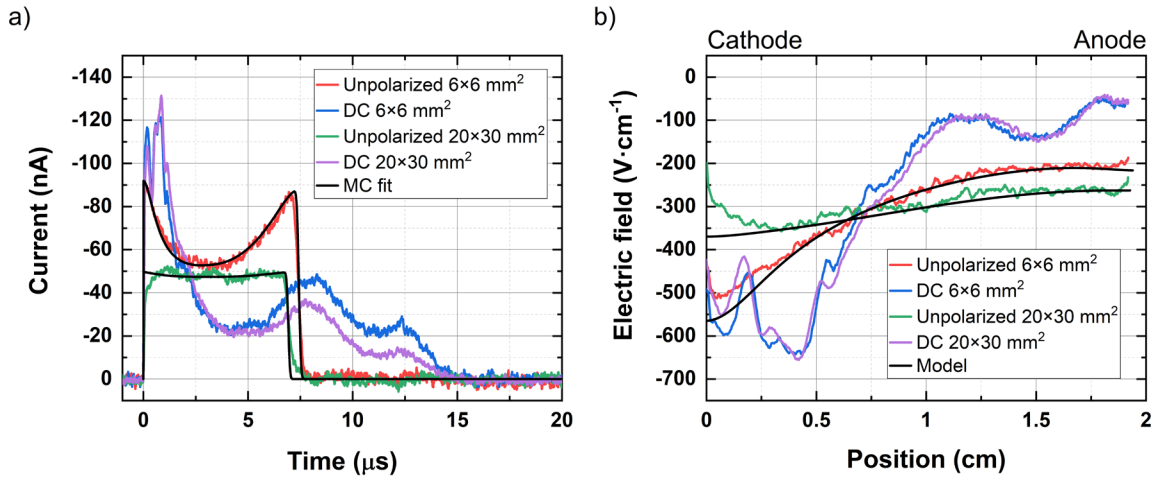 a)
-140
-120
-100
-80
-60
-40
-20
0
Current (nA)
Unpolarized 6×6 mm²
DC 6×6 mm²
Unpolarized 20×30 mm²
DC 20×30 mm²
MC fit
0 5 10 15 20
Time (μs)
b)
Cathode Anode
0
-100
-200
-300
-400
-500
-600
-700
Electric field (V·cm⁻¹)
Unpolarized 6×6 mm²
DC 6×6 mm²
Unpolarized 20×30 mm²
DC 20×30 mm²
Model
0 0.5 1 1.5 2
Position (cm)